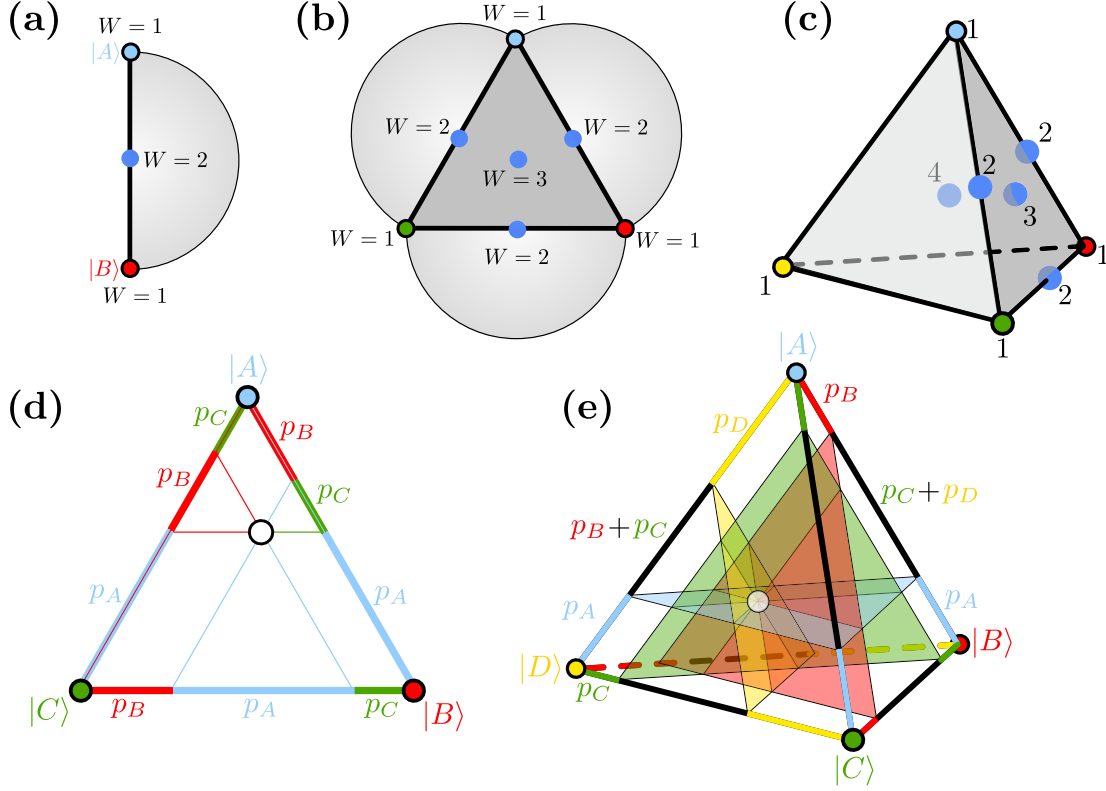 (a)
W = 1
|A⟩
W = 2
|B⟩
W = 1
(b)
W = 1
W = 2
W = 2
W = 3
W = 1
W = 2
W = 1
(c)
1
2
2
4
3
1
1
2
1
(d)
|A⟩
p_C
p_B
p_B
p_C
p_A
p_A
|C⟩
p_B
p_A
p_C
|B⟩
(e)
|A⟩
p_D
p_B
p_B+p_C
p_C+p_D
p_A
p_A
|D⟩
|B⟩
p_C
|C⟩